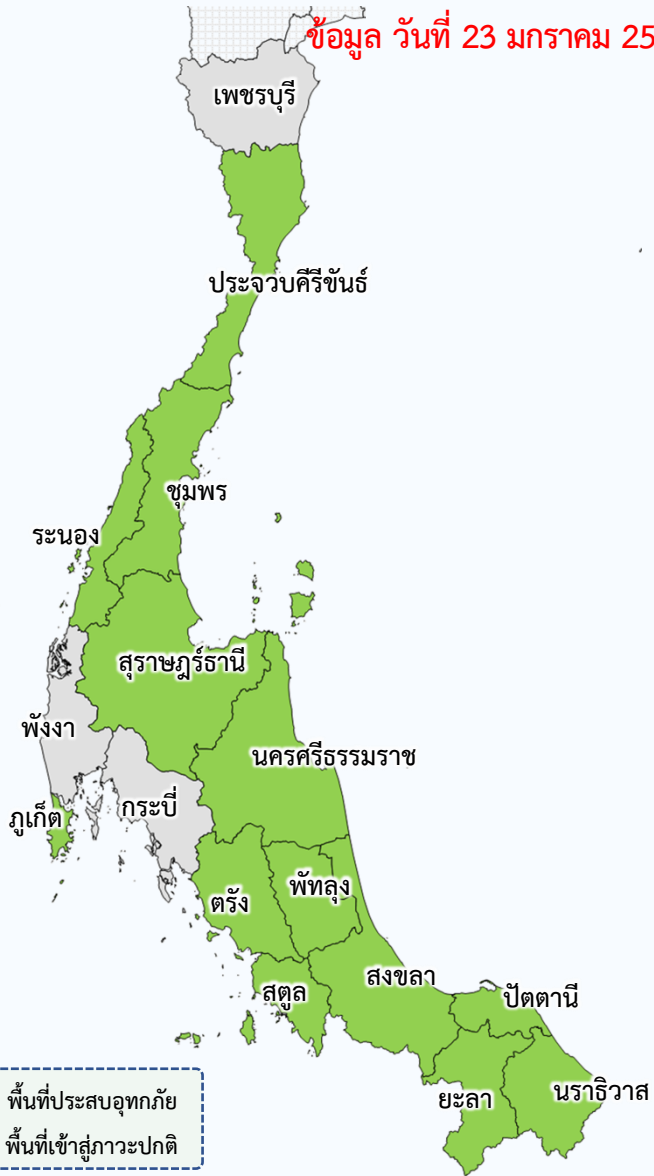 ข้อมูล วันที่ 23 มกราคม 25
เพชรบุรี
ประจวบคีรีขันธ์
ชุมพร
ระนอง
สุราษฎร์ธานี
พังงา
นครศรีธรรมราช
กระบี่
ภูเก็ต
พัทลุง
ตรัง
สงขลา
สตูล
ปัตตานี
นราธิวาส
ยะลา
พื้นที่ประสบอุทกภัย
พื้นที่เข้าสู่ภาวะปกติ